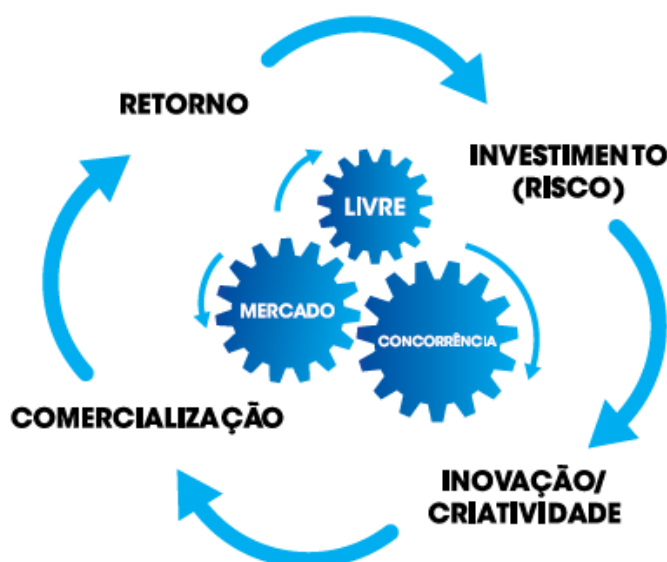 RETORNO
INVESTIMENTO
(RISCO)
LIVRE
MERCADO
CONCORRÊNCIA
COMERCIALIZAÇÃO
INOVAÇÃO/
CRIATIVIDADE